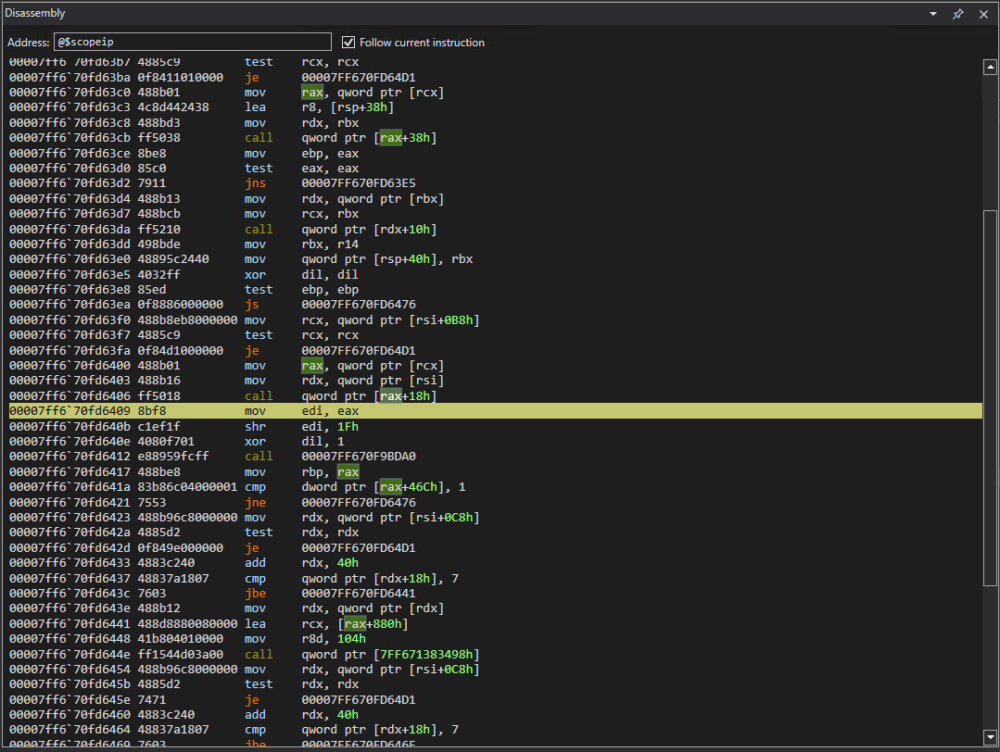 Disassembly
Address: @$scopeip Follow current instruction
00007ff6`70fd63b7 4885c9 test rcx, rcx
00007ff6`70fd63ba 0f8411010000 je 00007FF670FD64D1
00007ff6`70fd63c0 488b01 mov rax, qword ptr [rcx]
00007ff6`70fd63c3 4c8d442438 lea r8, [rsp+38h]
00007ff6`70fd63c8 488bd3 mov rdx, rbx
00007ff6`70fd63cb ff5038 call qword ptr [rax+38h]
00007ff6`70fd63ce 8be8 mov ebp, eax
00007ff6`70fd63d0 85c0 test eax, eax
00007ff6`70fd63d2 7911 jns 00007FF670FD63E5
00007ff6`70fd63d4 488b13 mov rdx, qword ptr [rbx]
00007ff6`70fd63d7 488bcb mov rcx, rbx
00007ff6`70fd63da ff5210 call qword ptr [rdx+10h]
00007ff6`70fd63dd 498bde mov rbx, r14
00007ff6`70fd63e0 48895c2440 mov qword ptr [rsp+40h], rbx
00007ff6`70fd63e5 4032ff xor dil, dil
00007ff6`70fd63e8 85ed test ebp, ebp
00007ff6`70fd63ea 0f8886000000 js 00007FF670FD6476
00007ff6`70fd63f0 488b8eb8000000 mov rcx, qword ptr [rsi+0B8h]
00007ff6`70fd63f7 4885c9 test rcx, rcx
00007ff6`70fd63fa 0f84d1000000 je 00007FF670FD64D1
00007ff6`70fd6400 488b01 mov rax, qword ptr [rcx]
00007ff6`70fd6403 488b16 mov rdx, qword ptr [rsi]
00007ff6`70fd6406 ff5018 call qword ptr [rax+18h]
00007ff6`70fd6409 8bf8 mov edi, eax
00007ff6`70fd640b c1ef1f shr edi, 1Fh
00007ff6`70fd640e 4080f701 xor dil, 1
00007ff6`70fd6412 e88959fcff call 00007FF670F9BDA0
00007ff6`70fd6417 488be8 mov rbp, rax
00007ff6`70fd641a 83b86c04000001 cmp dword ptr [rax+46Ch], 1
00007ff6`70fd6421 7553 jne 00007FF670FD6476
00007ff6`70fd6423 488b96c8000000 mov rdx, qword ptr [rsi+0C8h]
00007ff6`70fd642a 4885d2 test rdx, rdx
00007ff6`70fd642d 0f849e000000 je 00007FF670FD64D1
00007ff6`70fd6433 4883c240 add rdx, 40h
00007ff6`70fd6437 48837a1807 cmp qword ptr [rdx+18h], 7
00007ff6`70fd643c 7603 jbe 00007FF670FD6441
00007ff6`70fd643e 488b12 mov rdx, qword ptr [rdx]
00007ff6`70fd6441 488d8880080000 lea rcx, [rax+880h]
00007ff6`70fd6448 41b804010000 mov r8d, 104h
00007ff6`70fd644e ff1544d03a00 call qword ptr [7FF671383498h]
00007ff6`70fd6454 488b96c8000000 mov rdx, qword ptr [rsi+0C8h]
00007ff6`70fd645b 4885d2 test rdx, rdx
00007ff6`70fd645e 7471 je 00007FF670FD64D1
00007ff6`70fd6460 4883c240 add rdx, 40h
00007ff6`70fd6464 48837a1807 cmp qword ptr [rdx+18h], 7
00007ff6`70fd6469 7603 jbe 00007FF670FD646E